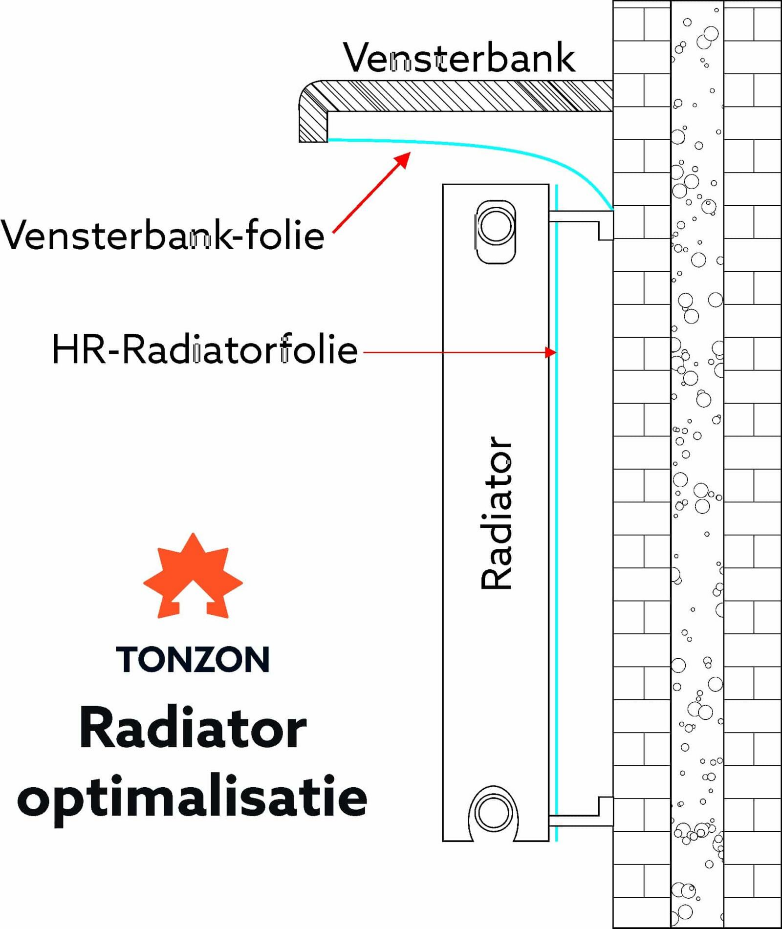 Vensterbank
Vensterbank-folie
HR-Radiatorfolie
Radiator
TONZON
Radiator
optimalisatie